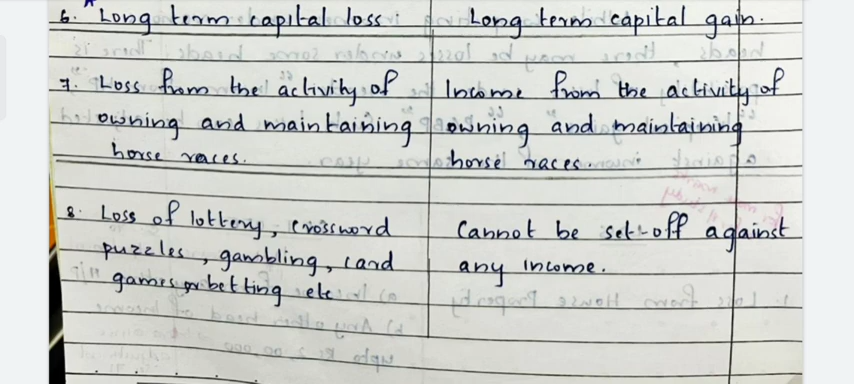 6. Long term capital loss
Long term capital gain.
7. Loss from the activity of
owning and maintaining
horse races.
Income from the activity of
owning and maintaining
horse races.
8. Loss of lottery, crossword
puzzles, gambling, card
games or betting etc
Cannot be set-off against
any income.